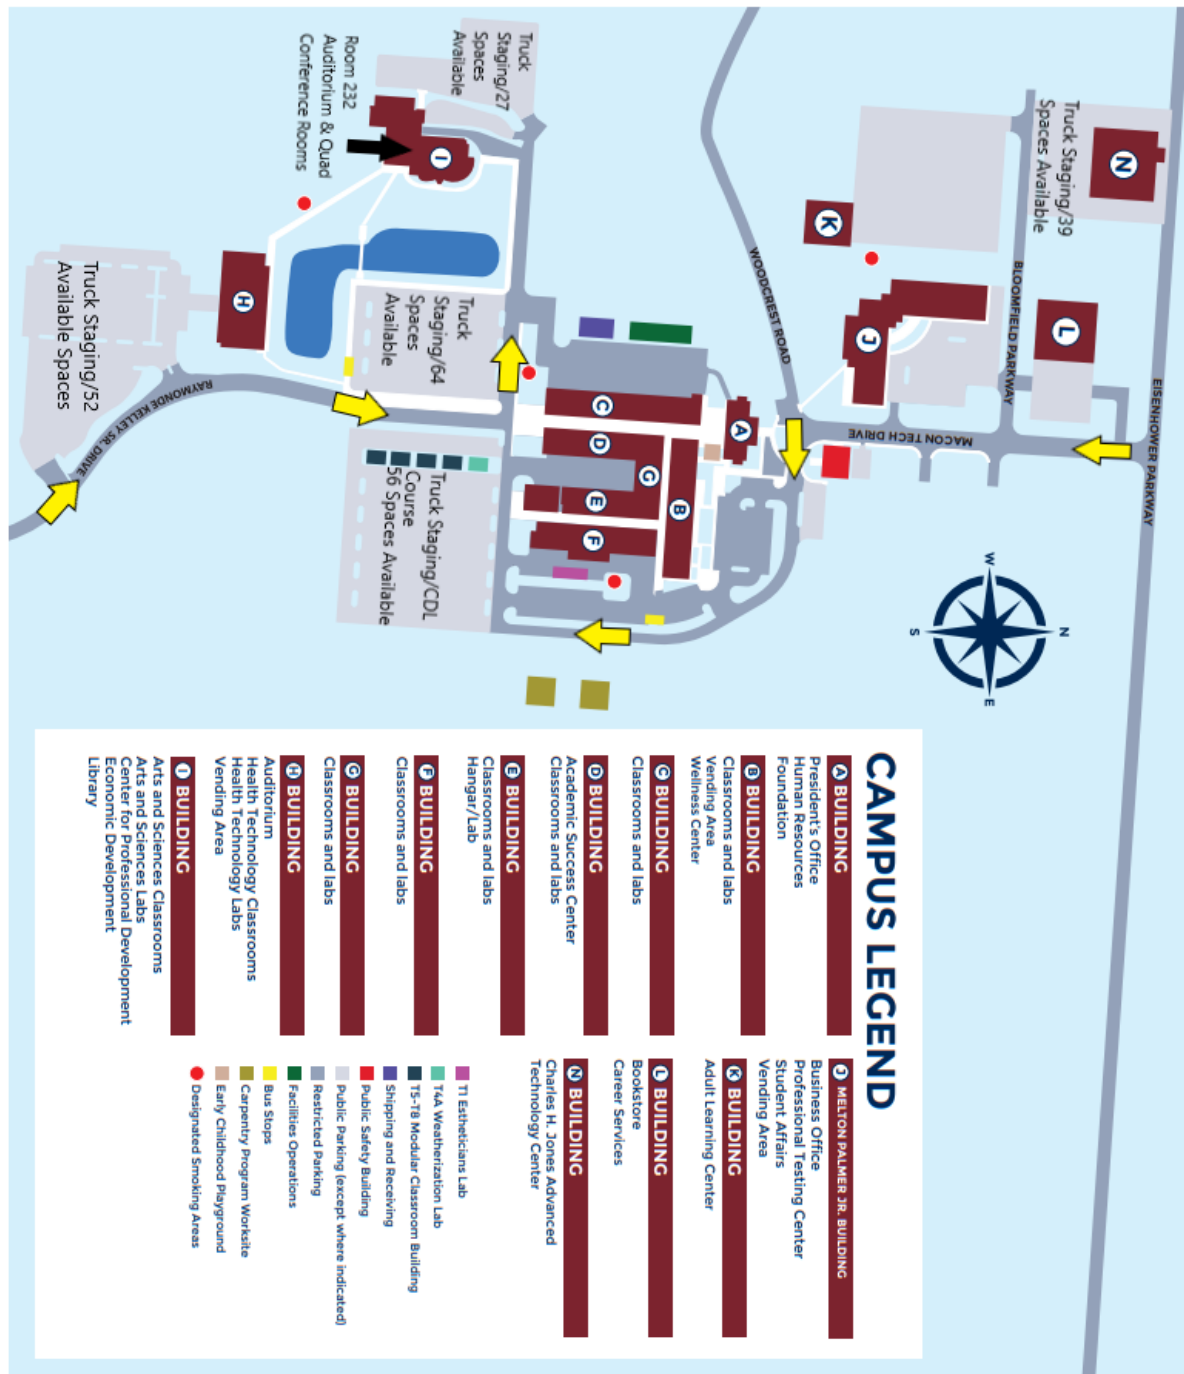 Truck
Staging/27
Spaces
Available
Room 232
Auditorium & Quad
Conference Rooms
I
Truck Staging/39
Spaces Available
N
K
L
J
BLOOMFIELD PARKWAY
WOODCREST ROAD
MACON TECH DRIVE
EISENHOWER PARKWAY
H
Truck Staging/52
Available Spaces
Truck
Staging/64
Spaces
Available
RAYMONDE KELLEY SR. DRIVE
Truck Staging/CDL
Course
56 Spaces Available
A
C
D
G
B
E
F
W
N
S
E
CAMPUS LEGEND
A BUILDING
President's Office
Human Resources
Foundation
B BUILDING
Classrooms and labs
Vending Area
Wellness Center
C BUILDING
Classrooms and labs
D BUILDING
Academic Success Center
Classrooms and labs
E BUILDING
Classrooms and labs
Hangar/Lab
F BUILDING
Classrooms and labs
G BUILDING
Classrooms and labs
H BUILDING
Auditorium
Health Technology Classrooms
Health Technology Labs
Vending Area
I BUILDING
Arts and Sciences Classrooms
Arts and Sciences Labs
Center for Professional Development
Economic Development
Library
J MELTON PALMER JR. BUILDING
Business Office
Professional Testing Center
Student Affairs
Vending Area
K BUILDING
Adult Learning Center
L BUILDING
Bookstore
Career Services
N BUILDING
Charles H. Jones Advanced
Technology Center
T1 Estheticians Lab
T4A Weatherization Lab
T5-T8 Modular Classroom Building
Shipping and Receiving
Public Safety Building
Public Parking (except where indicated)
Restricted Parking
Facilities Operations
Bus Stops
Carpentry Program Worksite
Early Childhood Playground
Designated Smoking Areas